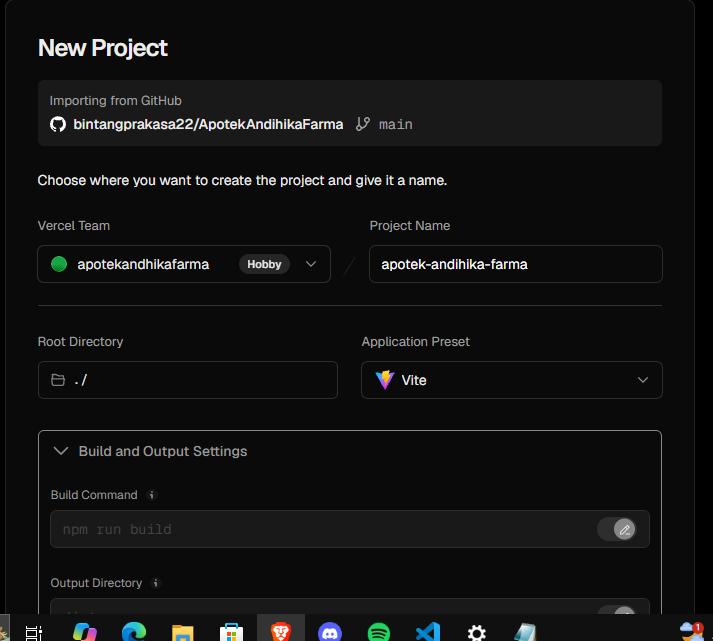 New Project
Importing from GitHub
bintangprakasa22/ApotekAndihikaFarma main
Choose where you want to create the project and give it a name.
Vercel Team
Project Name
apotekandhikafarma Hobby
/
apotek-andihika-farma
Root Directory
Application Preset
./
Vite
Build and Output Settings
Build Command
npm run build
Output Directory
1